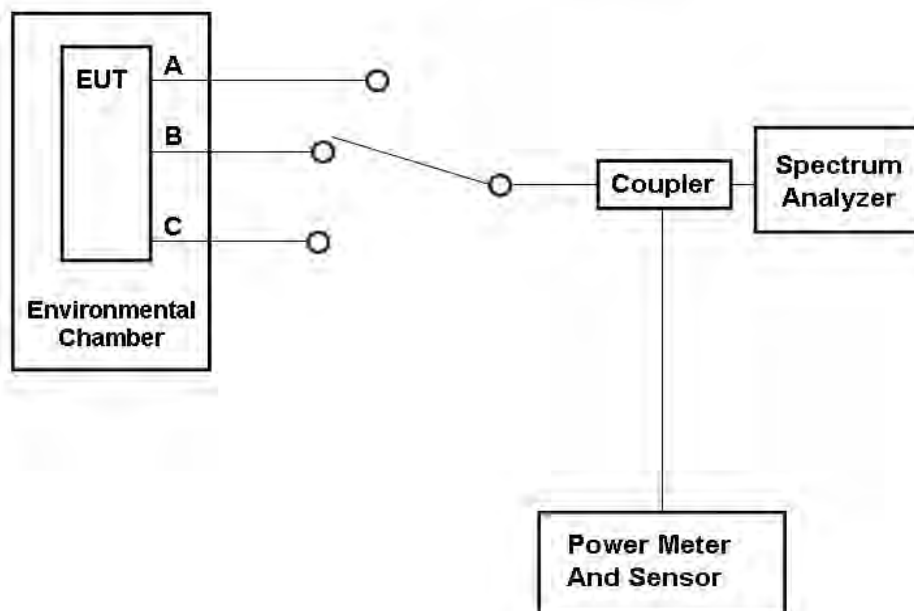 EUT
A
B
C
Environmental
Chamber
Coupler
Spectrum
Analyzer
Power Meter
And Sensor